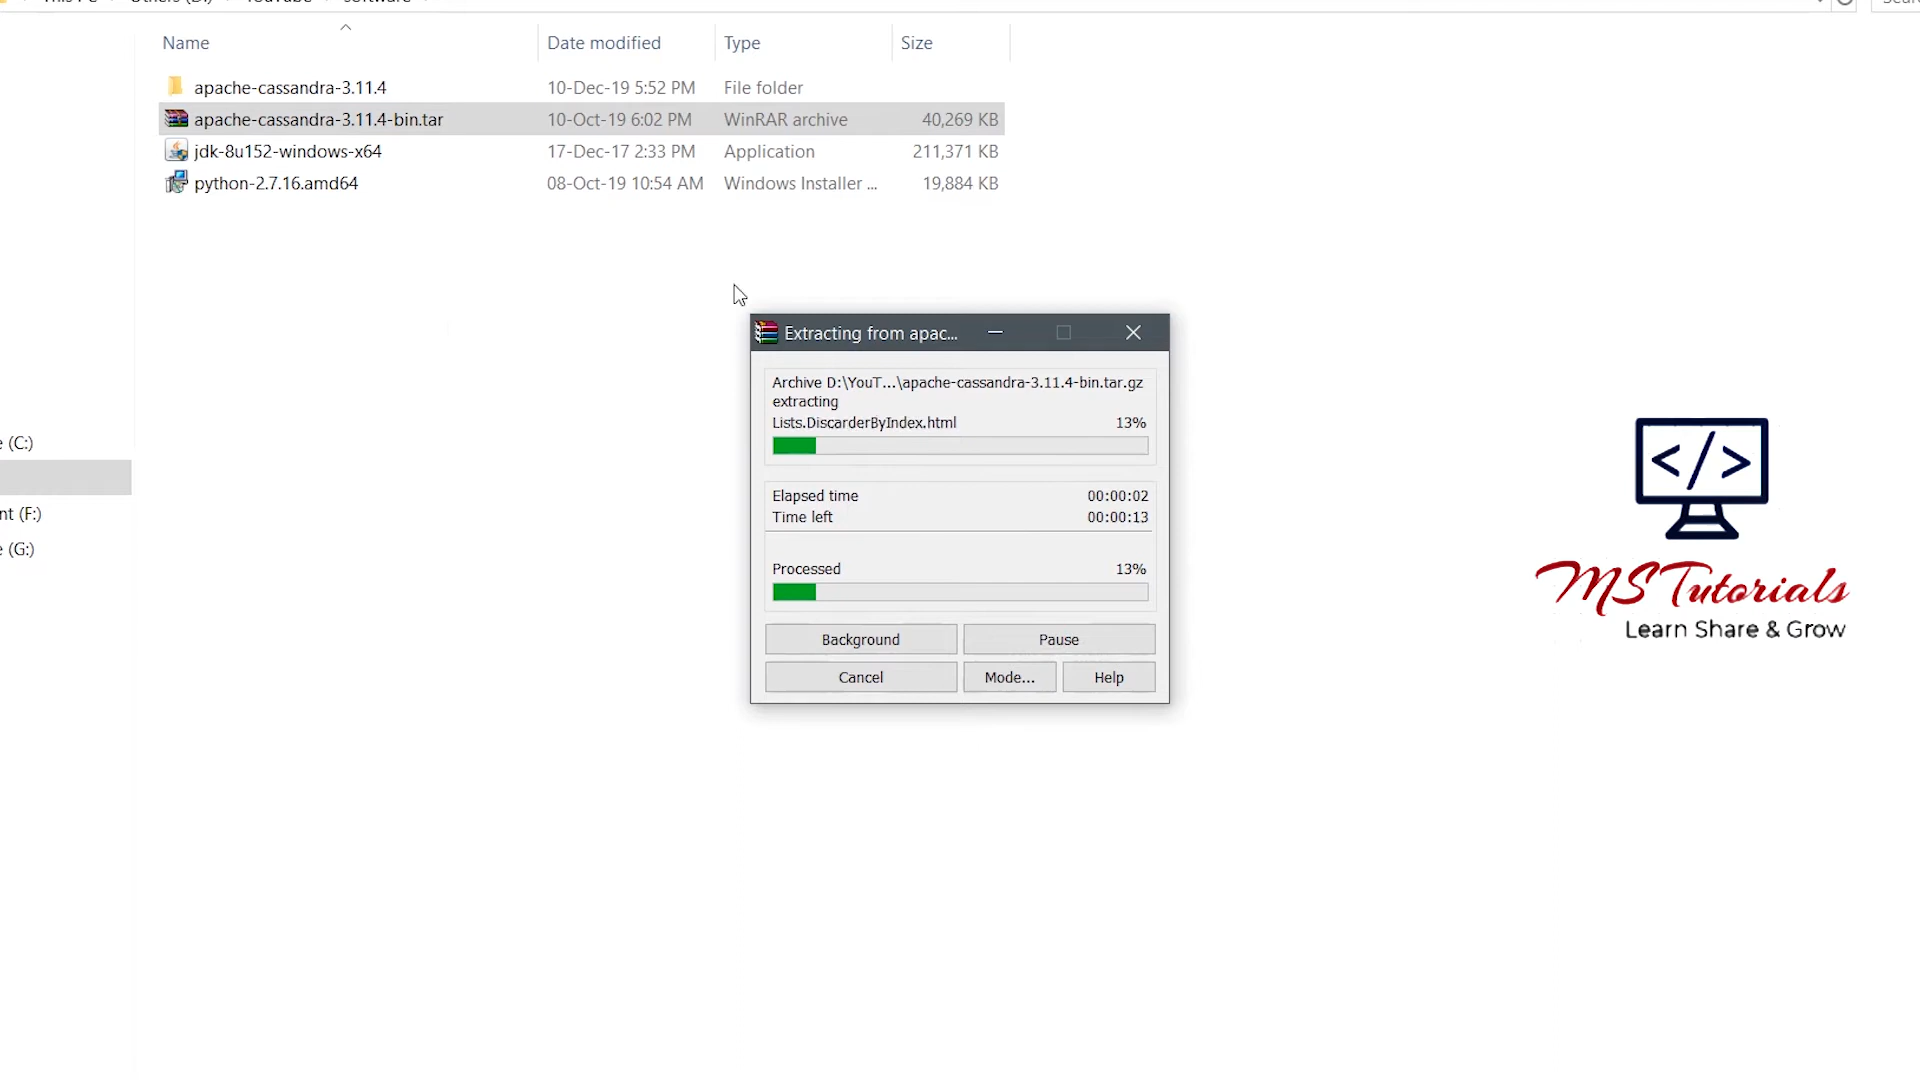 This PC Others (D:) YouTube software
Name Date modified Type Size
apache-cassandra-3.11.4 10-Dec-19 5:52 PM File folder
apache-cassandra-3.11.4-bin.tar 10-Oct-19 6:02 PM WinRAR archive 40,269 KB
jdk-8u152-windows-x64 17-Dec-17 2:33 PM Application 211,371 KB
python-2.7.16.amd64 08-Oct-19 10:54 AM Windows Installer ... 19,884 KB
Extracting from apac...
Archive D:\YouT...\apache-cassandra-3.11.4-bin.tar.gz
extracting
Lists.DiscarderByIndex.html 13%
Elapsed time 00:00:02
Time left 00:00:13
Processed 13%
Background Pause
Cancel Mode... Help
e (C:)
nt (F:)
e (G:)
</>
MS Tutorials
Learn Share & Grow